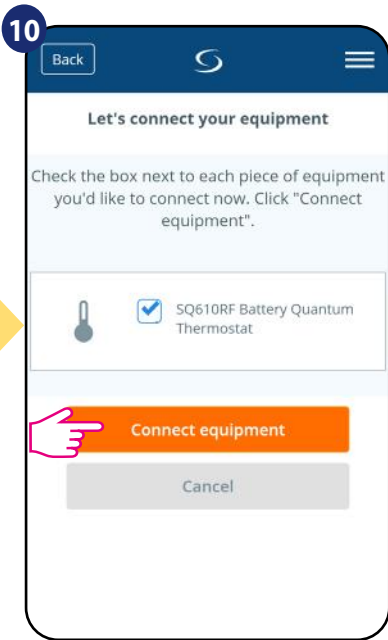 10
Back
Let's connect your equipment
Check the box next to each piece of equipment
you'd like to connect now. Click "Connect
equipment".
SQ610RF Battery Quantum
Thermostat
Connect equipment
Cancel